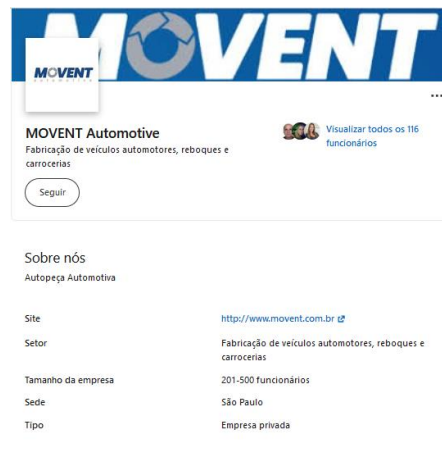 MOVENT
MOVENT
AUTOMOTIVE
...
MOVENT Automotive
Fabricação de veículos automotores, reboques e
carrocerias
Visualizar todos os 116
funcionários
Seguir
Sobre nós
Autopeça Automotiva
Site http://www.movent.com.br
Setor Fabricação de veículos automotores, reboques e
carrocerias
Tamanho da empresa 201-500 funcionários
Sede São Paulo
Tipo Empresa privada